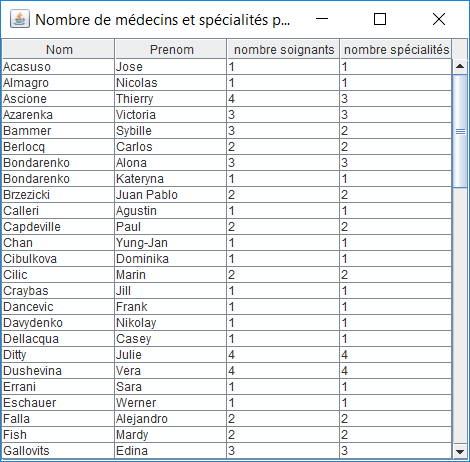 Nombre de médecins et spécialités p...
Nom Prenom nombre soignants nombre spécialités
Acasuso Jose 1 1
Almagro Nicolas 1 1
Ascione Thierry 4 3
Azarenka Victoria 3 3
Bammer Sybille 3 2
Berlocq Carlos 2 2
Bondarenko Alona 3 3
Bondarenko Kateryna 1 1
Brzezicki Juan Pablo 2 2
Calleri Agustin 1 1
Capdeville Paul 2 2
Chan Yung-Jan 1 1
Cibulkova Dominika 1 1
Cilic Marin 2 2
Craybas Jill 1 1
Dancevic Frank 1 1
Davydenko Nikolay 1 1
Dellacqua Casey 1 1
Ditty Julie 4 4
Dushevina Vera 4 4
Errani Sara 1 1
Eschauer Werner 1 1
Falla Alejandro 2 2
Fish Mardy 2 2
Gallovits Edina 3 3